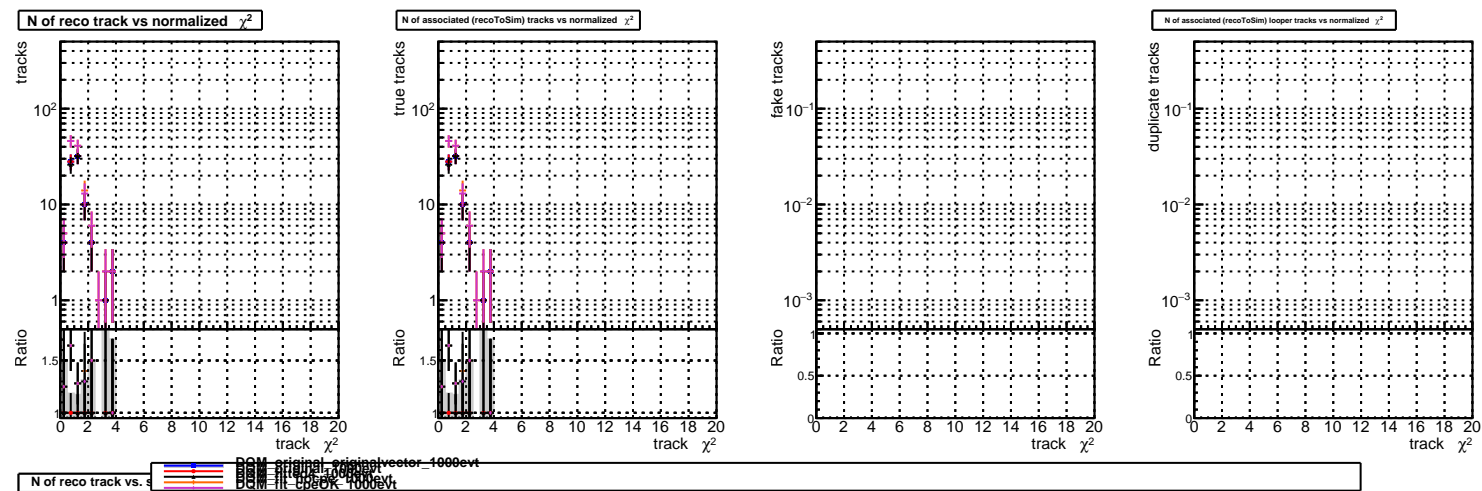 N of reco track vs normalized χ²
tracks
10²
10
1
Ratio
1.5
1
0 2 4 6 8 10 12 14 16 18 20
track χ²
N of associated (recoToSim) tracks vs normalized χ²
true tracks
10²
10
1
Ratio
1.5
1
0 2 4 6 8 10 12 14 16 18 20
track χ²
fake tracks
10⁻¹
10⁻²
10⁻³
Ratio
1
0.5
0
0 2 4 6 8 10 12 14 16 18 20
track χ²
N of associated (recoToSim) looper tracks vs normalized χ²
duplicate tracks
10⁻¹
10⁻²
10⁻³
Ratio
1
0.5
0
0 2 4 6 8 10 12 14 16 18 20
track χ²
N of reco track vs. s
DQM_original_originalvector_1000evt
DQM_original_1000evt
DQM_fit_cpeOK_1000evt